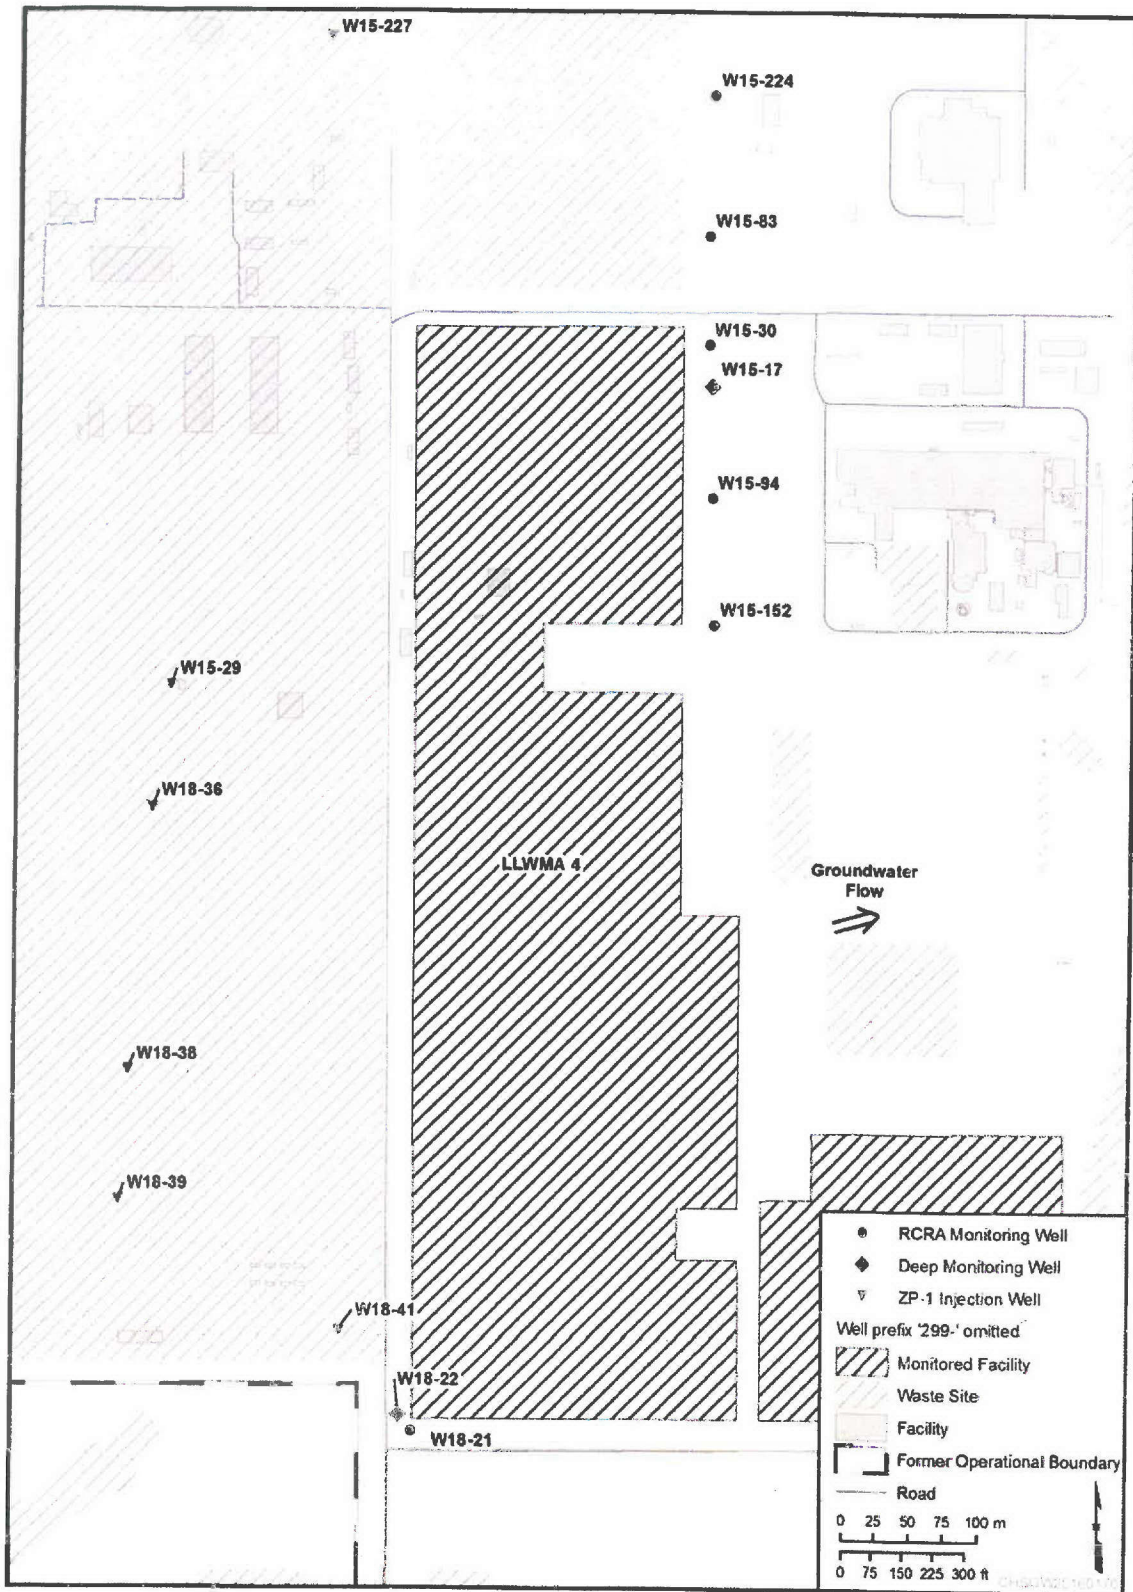 W15-227
W15-224
W15-83
W15-30
W15-17
W15-94
W15-152
W15-29
W18-36
LLWMA 4
Groundwater
Flow
W18-38
W18-39
W18-41
W18-22
W18-21
RCRA Monitoring Well
Deep Monitoring Well
ZP-1 Injection Well
Well prefix '299-' omitted
Monitored Facility
Waste Site
Facility
Former Operational Boundary
Road
0 25 50 75 100 m
0 75 150 225 300 ft